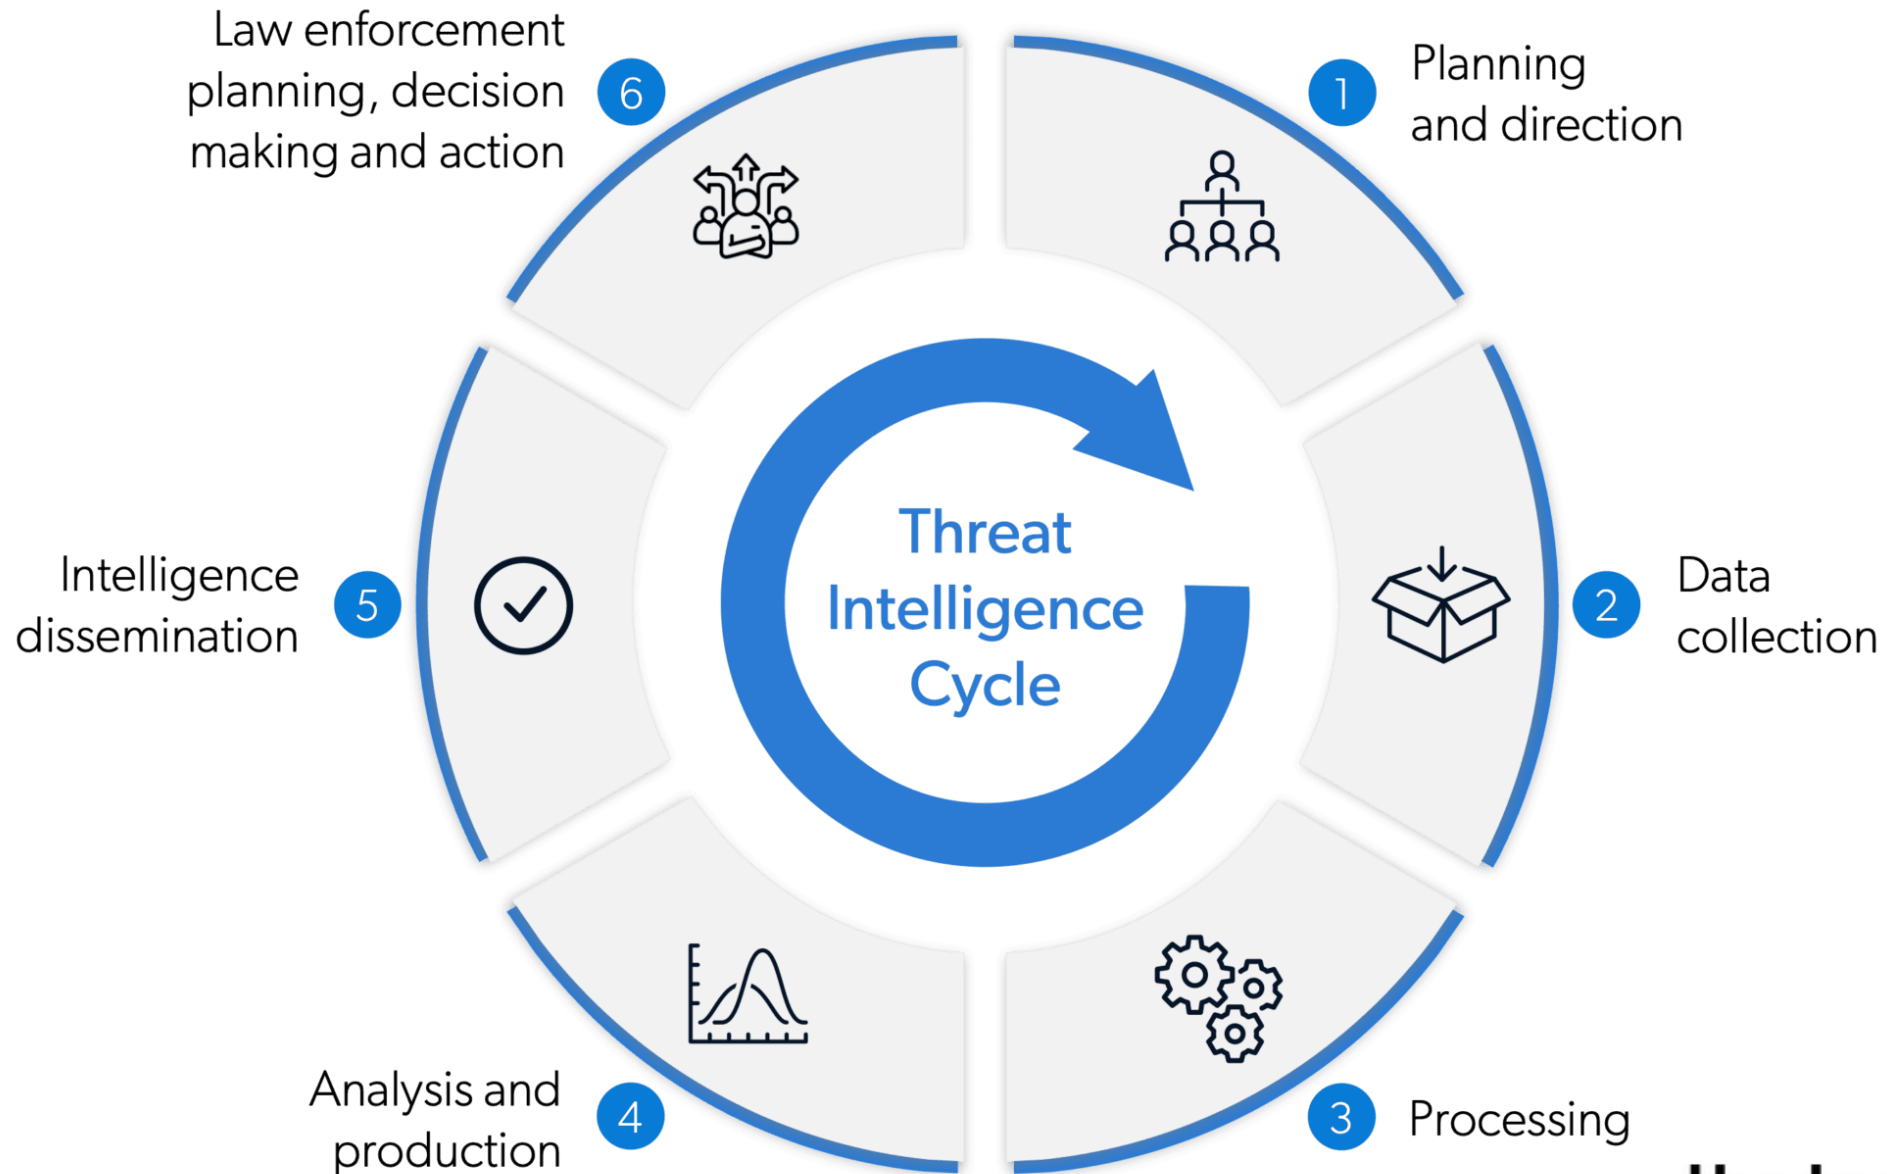 Law enforcement
planning, decision
making and action
6
1
Planning
and direction
Threat
Intelligence
Cycle
Intelligence
dissemination
5
2
Data
collection
Analysis and
production
4
3
Processing